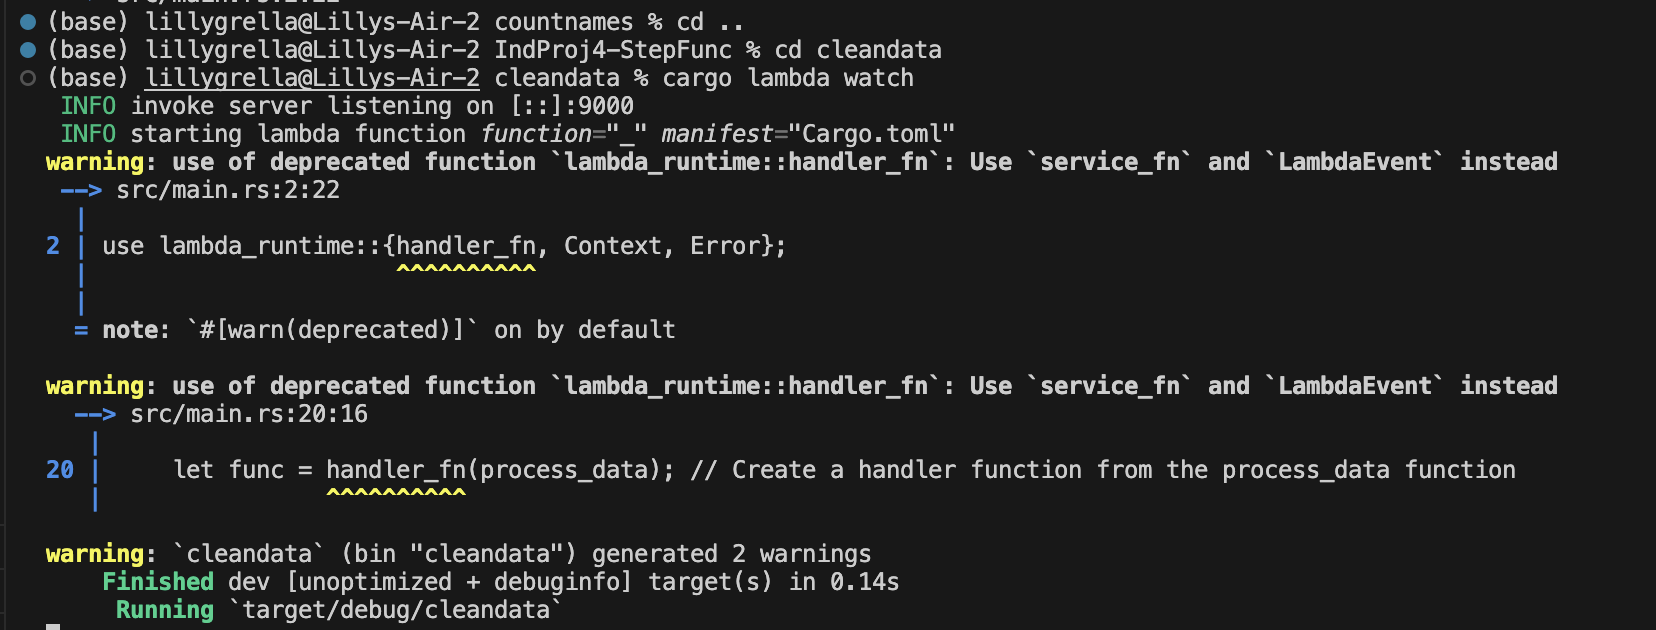 (base) lillygrella@Lillys-Air-2 countnames % cd ..
(base) lillygrella@Lillys-Air-2 IndProj4-StepFunc % cd cleandata
(base) lillygrella@Lillys-Air-2 cleandata % cargo lambda watch
INFO invoke server listening on [::]:9000
INFO starting lambda function function="_" manifest="Cargo.toml"
warning: use of deprecated function `lambda_runtime::handler_fn`: Use `service_fn` and `LambdaEvent` instead
--> src/main.rs:2:22
|
2 | use lambda_runtime::{handler_fn, Context, Error};
| ^^^^^^^^^^
|
= note: `#[warn(deprecated)]` on by default
warning: use of deprecated function `lambda_runtime::handler_fn`: Use `service_fn` and `LambdaEvent` instead
--> src/main.rs:20:16
|
20 | let func = handler_fn(process_data); // Create a handler function from the process_data function
| ^^^^^^^^^^
warning: `cleandata` (bin "cleandata") generated 2 warnings
Finished dev [unoptimized + debuginfo] target(s) in 0.14s
Running `target/debug/cleandata`